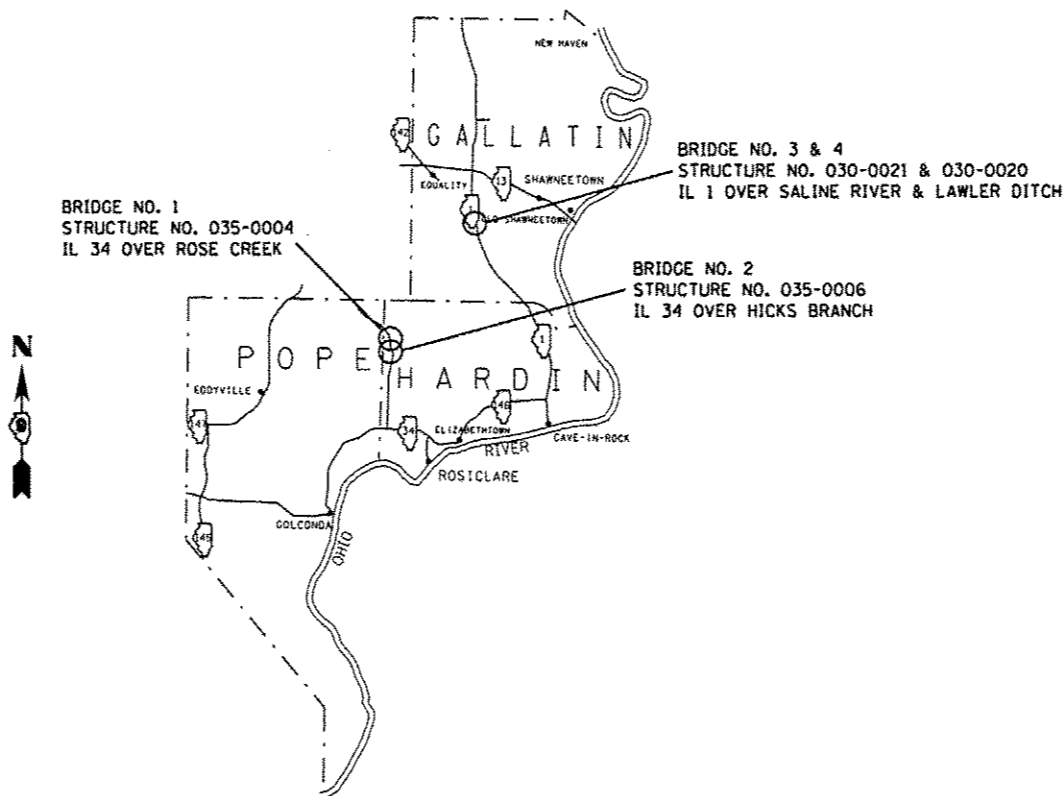 NEW HAVEN
142
GALLATIN
BRIDGE NO. 3 & 4
STRUCTURE NO. 030-0021 & 030-0020
IL 1 OVER SALINE RIVER & LAWLER DITCH
13
SHAWNEETOWN
EQUALITY
1
SHAWNEETOWN
BRIDGE NO. 1
STRUCTURE NO. 035-0004
IL 34 OVER ROSE CREEK
BRIDGE NO. 2
STRUCTURE NO. 035-0006
IL 34 OVER HICKS BRANCH
N
1
POPE
HARDIN
EDDYVILLE
146
34
ELIZABETHTOWN
CAVE-IN-ROCK
RIVER
ROSICLARE
GOLCONDA
145
OHIO